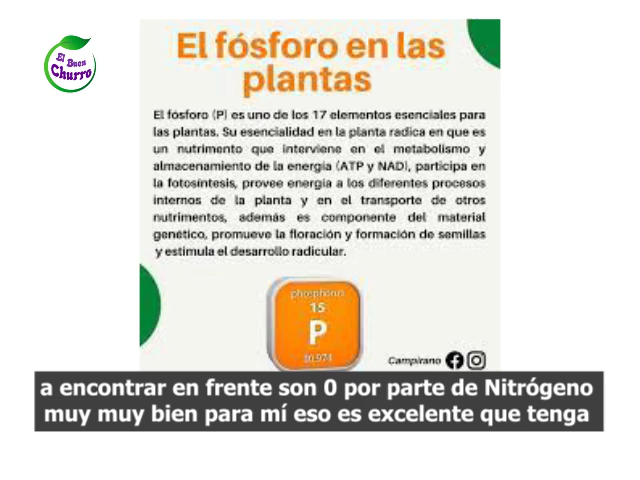 El Buen
Churro
El fósforo en las
plantas
El fósforo (P) es uno de los 17 elementos esenciales para
las plantas. Su esencialidad en la planta radica en que es
un nutrimento que interviene en el metabolismo y
almacenamiento de la energía (ATP y NAD), participa en
la fotosíntesis, provee energía a los diferentes procesos
internos de la planta y en el transporte de otros
nutrimentos, además es componente del material
genético, promueve la floración y formación de semillas
y estimula el desarrollo radicular.
phosphorus
15
P
30,974
Campirano
a encontrar en frente son 0 por parte de Nitrógeno
muy muy bien para mí eso es excelente que tenga